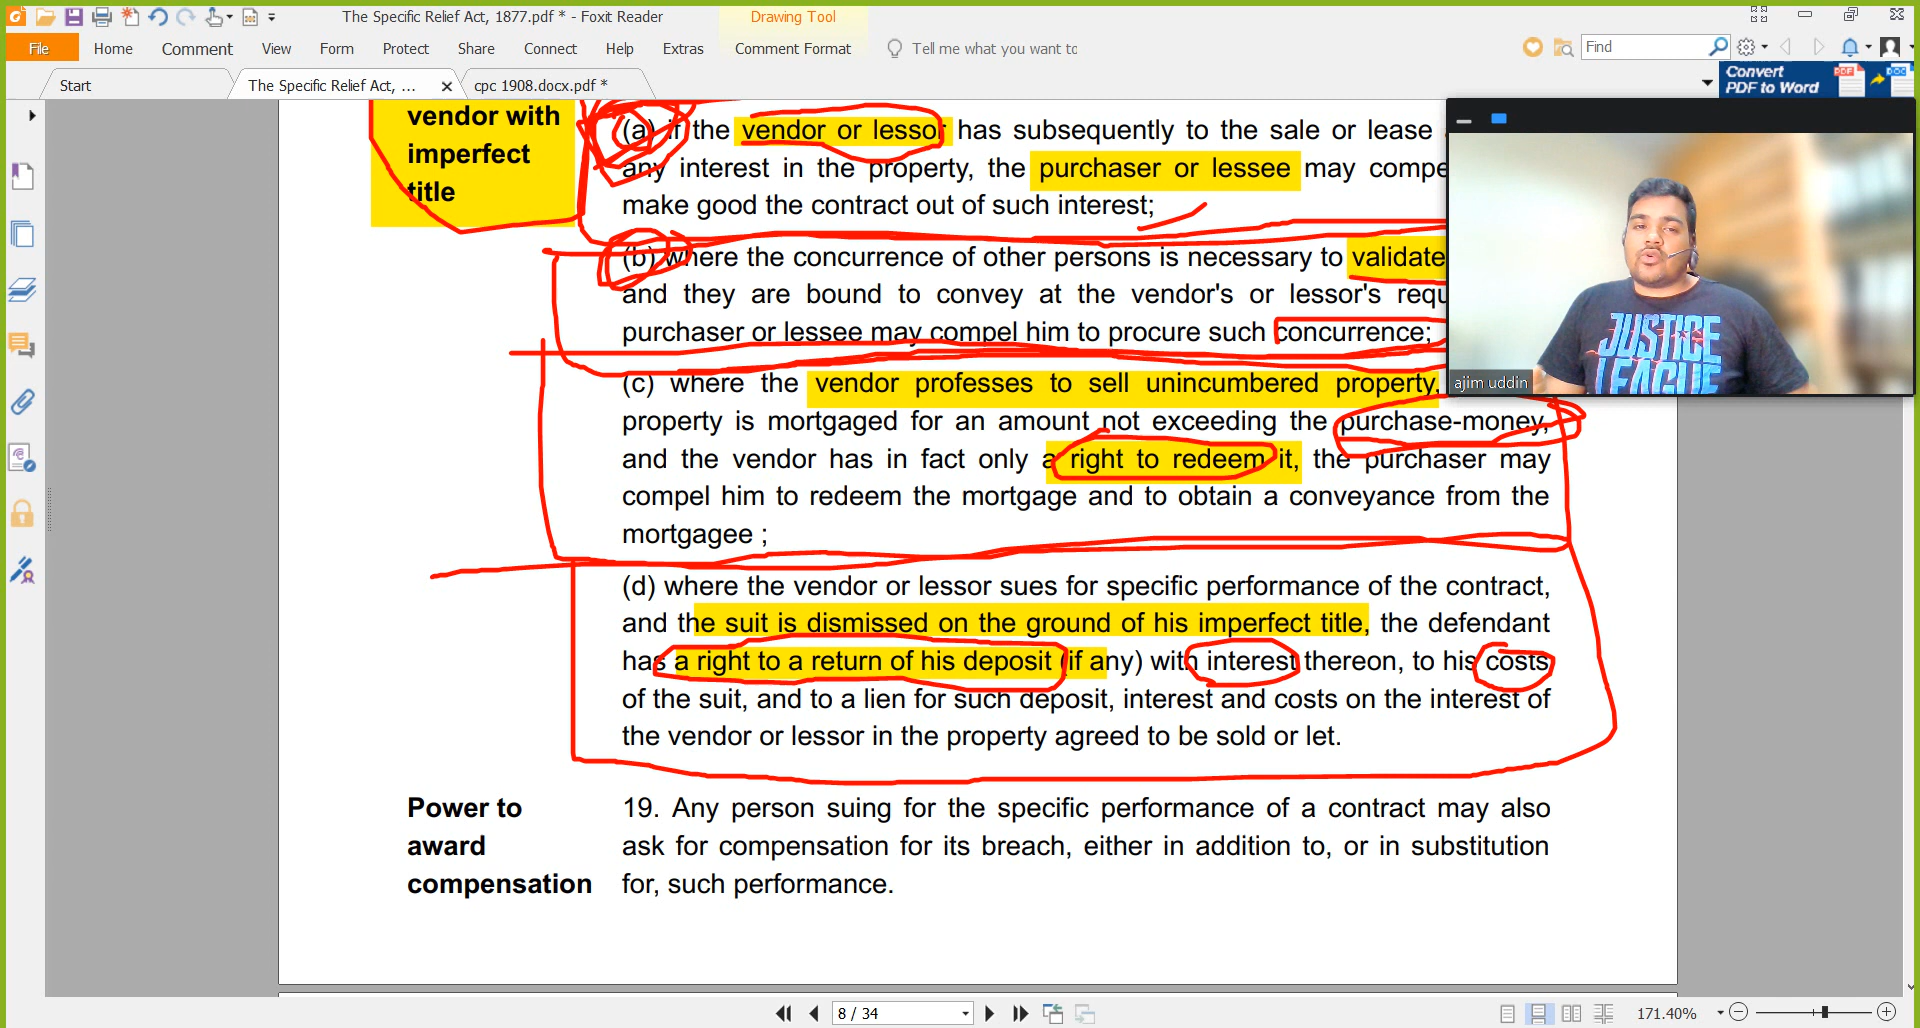 The Specific Relief Act, 1877.pdf * - Foxit Reader
Drawing Tool
File Home Comment View Form Protect Share Connect Help Extras Comment Format Tell me what you want to Find
Start The Specific Relief Act, ... cpc 1908.docx.pdf *
Convert PDF to Word
vendor with
imperfect
title
(a) if the vendor or lessor has subsequently to the sale or lease
any interest in the property, the purchaser or lessee may compe
make good the contract out of such interest;
(b) where the concurrence of other persons is necessary to validate
and they are bound to convey at the vendor's or lessor's requ
purchaser or lessee may compel him to procure such concurrence;
(c) where the vendor professes to sell unincumbered property,
property is mortgaged for an amount not exceeding the purchase-money,
and the vendor has in fact only a right to redeem it, the purchaser may
compel him to redeem the mortgage and to obtain a conveyance from the
mortgagee ;
(d) where the vendor or lessor sues for specific performance of the contract,
and the suit is dismissed on the ground of his imperfect title, the defendant
has a right to a return of his deposit (if any) with interest thereon, to his costs
of the suit, and to a lien for such deposit, interest and costs on the interest of
the vendor or lessor in the property agreed to be sold or let.
Power to
award
compensation
19. Any person suing for the specific performance of a contract may also
ask for compensation for its breach, either in addition to, or in substitution
for, such performance.
JUSTICE
LEAGUE
ajim uddin
8 / 34
171.40%